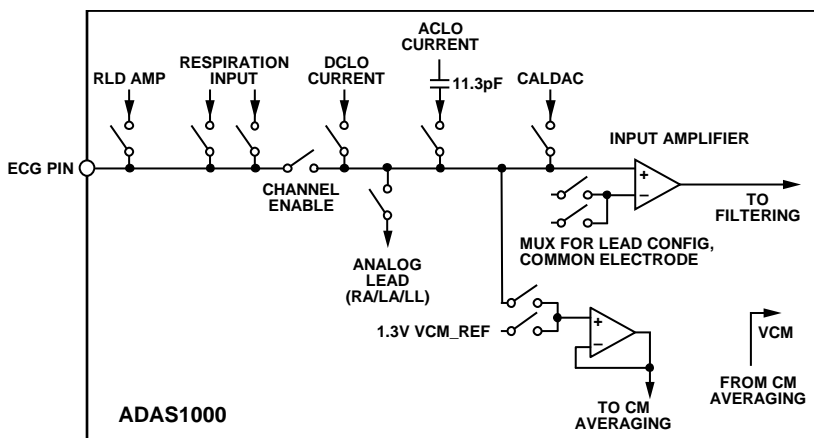 ACLO
CURRENT
RESPIRATION
INPUT
DCLO
CURRENT
RLD AMP
11.3pF
CALDAC
INPUT AMPLIFIER
ECG PIN
CHANNEL
ENABLE
+
–
TO
FILTERING
MUX FOR LEAD CONFIG,
COMMON ELECTRODE
ANALOG
LEAD
(RA/LA/LL)
1.3V VCM_REF
+
–
VCM
FROM CM
AVERAGING
TO CM
AVERAGING
ADAS1000